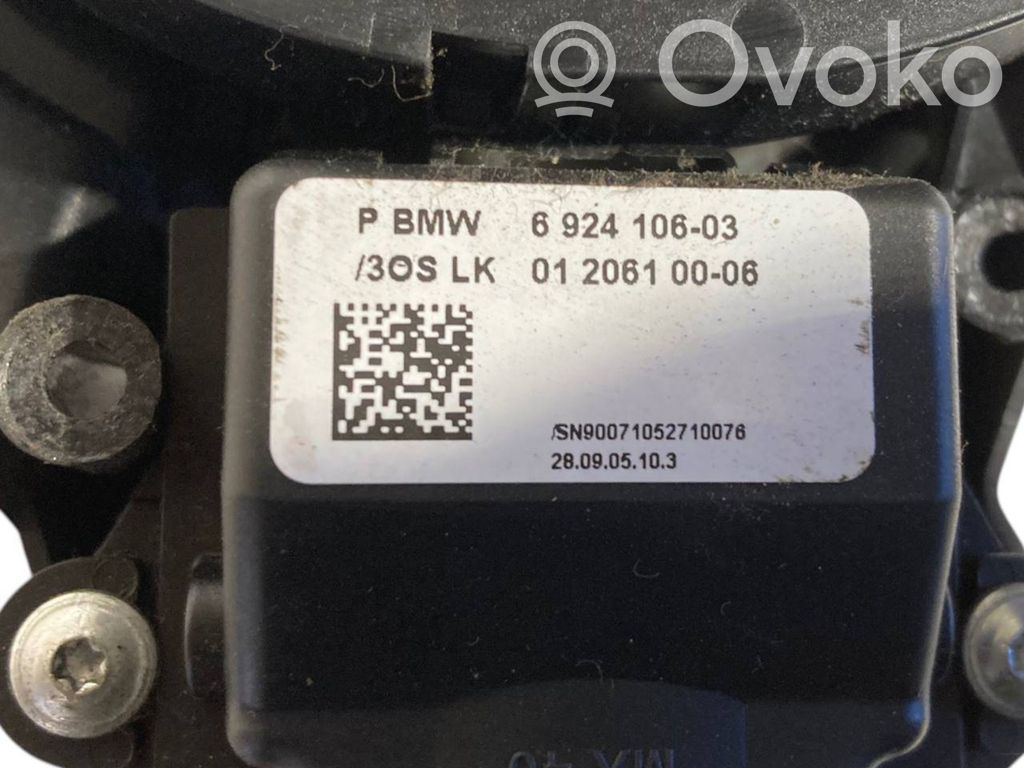 Ovoko
P BMW 6 924 106-03
/3OS LK 01 2061 00-06
/SN90071052710076
28.09.05.10.3